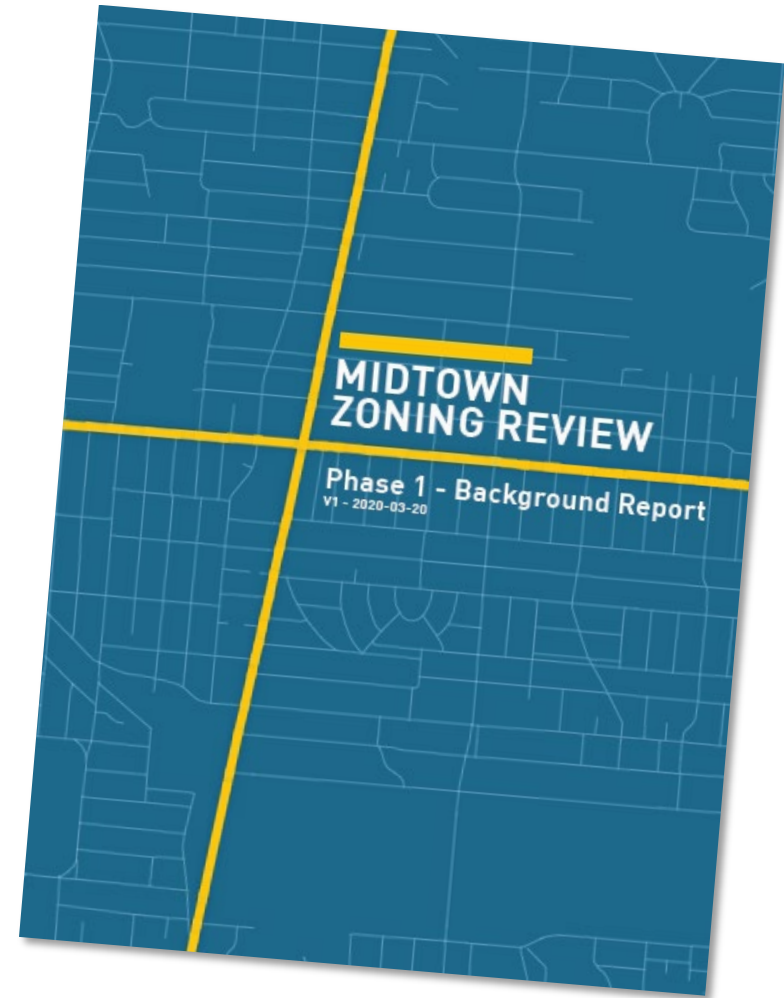 MIDTOWN
ZONING REVIEW
Phase 1 - Background Report
V1 - 2020-03-20